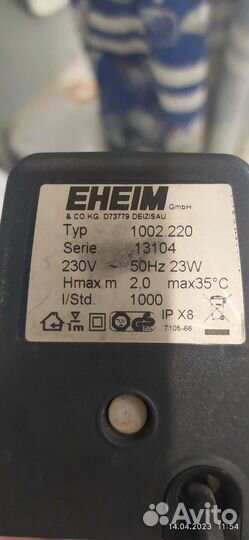 EHEIM GmbH
& CO.KG. D73779 DEIZISAU
Typ 1002.220
Serie 13104
230V ~ 50Hz 23W
Hmax m 2.0 max35°C
l/Std. 1000
1m IP X8
7105-66
Avito
14.04.2023 11:54